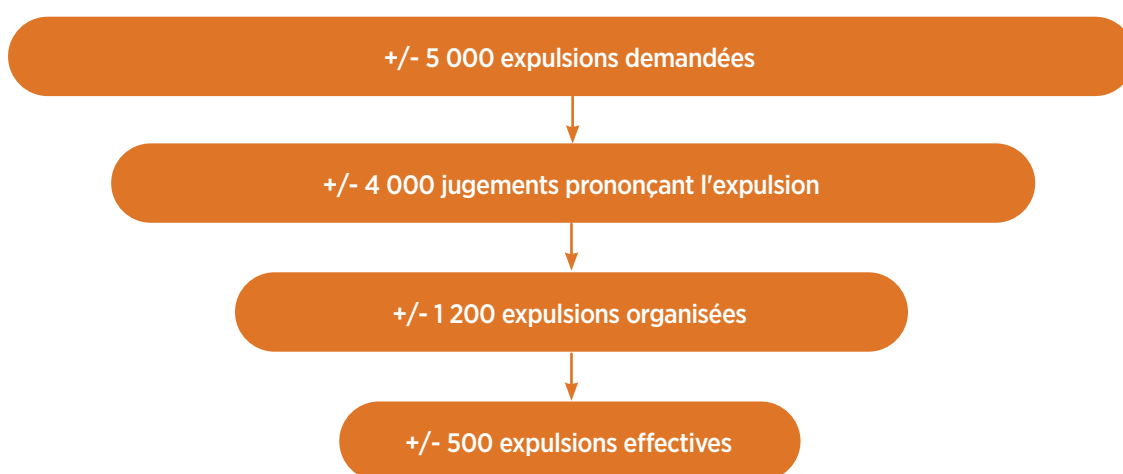 +/- 5 000 expulsions demandées
+/- 4 000 jugements prononçant l'expulsion
+/- 1 200 expulsions organisées
+/- 500 expulsions effectives